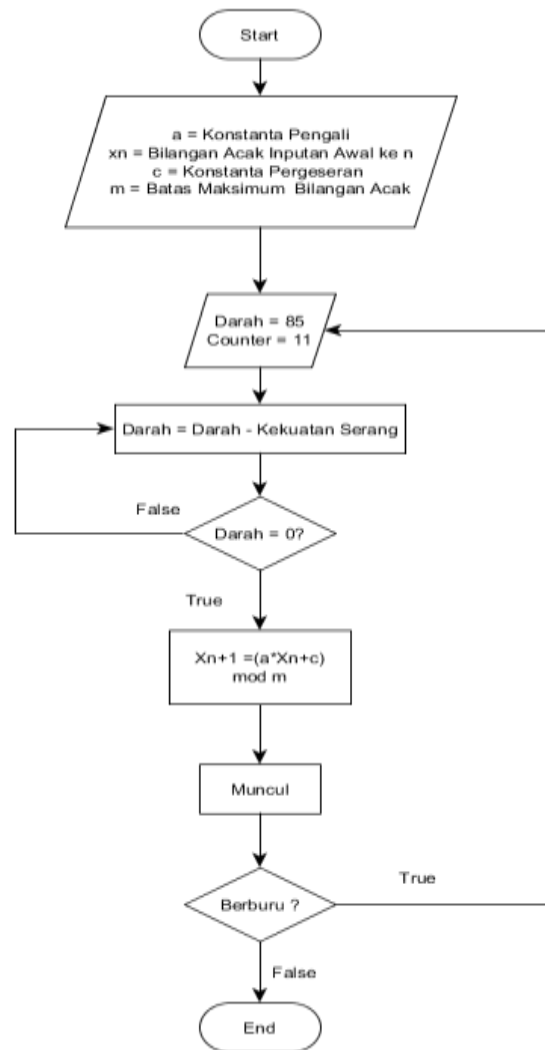 Start
a = Konstanta Pengali
xn = Bilangan Acak Inputan Awal ke n
c = Konstanta Pergeseran
m = Batas Maksimum Bilangan Acak
Darah = 85
Counter = 11
Darah = Darah - Kekuatan Serang
False
Darah = 0?
True
Xn+1 =(a*Xn+c)
mod m
Muncul
True
Berburu ?
False
End